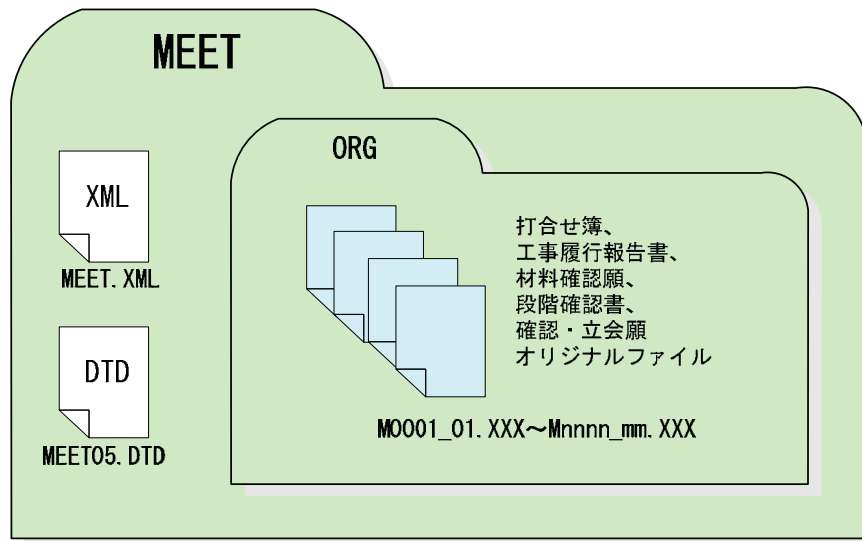 MEET
ORG
XML
MEET.XML
DTD
MEET05.DTD
打合せ簿、
工事履行報告書、
材料確認願、
段階確認書、
確認・立会願
オリジナルファイル
M0001_01.XXX～Mnnnn_mm.XXX